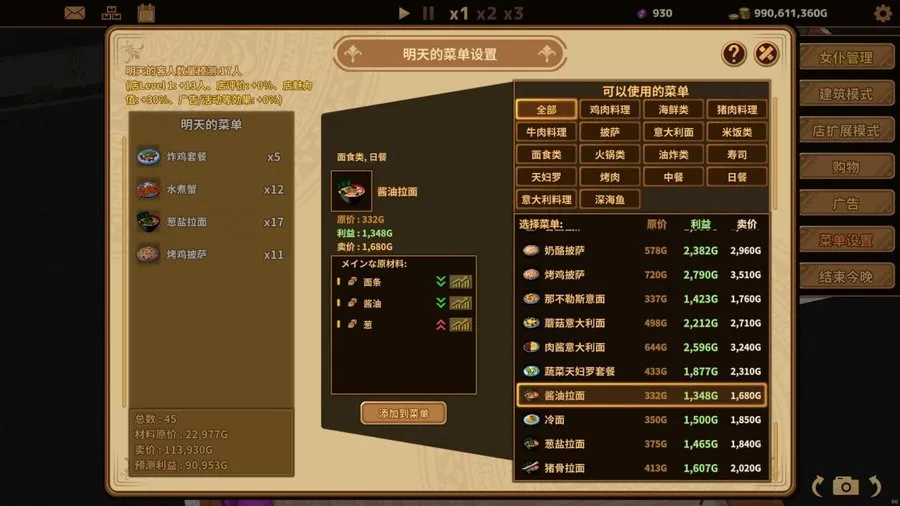 x1 x2 x3
930
990,611,360G
明天的菜单设置
?
明天的客人数量预测:17人
(店Level 1: +13人、店评价: +0%、店魅力
值: +30%、广告/活动等效果: +0%)
明天的菜单
炸鸡套餐 x5
水煮蟹 x12
葱盐拉面 x17
烤鸡披萨 x11
总数 : 45
材料原价 : 22,977G
卖价 : 113,930G
预测利益 : 90,953G
面食类, 日餐
酱油拉面
原价 : 332G
利益 : 1,348G
卖价 : 1,680G
メインな原材料:
面条
酱油
葱
添加到菜单
可以使用的菜单
全部 鸡肉料理 海鲜类 猪肉料理
牛肉料理 披萨 意大利面 米饭类
面食类 火锅类 油炸类 寿司
天妇罗 烤肉 中餐 日餐
意大利料理 深海鱼
选择菜单: 原价 利益 卖价
奶酪披萨 578G 2,382G 2,960G
烤鸡披萨 720G 2,790G 3,510G
那不勒斯意面 337G 1,423G 1,760G
蘑菇意大利面 498G 2,212G 2,710G
肉酱意大利面 644G 2,596G 3,240G
蔬菜天妇罗套餐 433G 1,877G 2,310G
酱油拉面 332G 1,348G 1,680G
冷面 350G 1,500G 1,850G
葱盐拉面 375G 1,465G 1,840G
猪骨拉面 413G 1,607G 2,020G
女仆管理
建筑模式
店扩展模式
购物
广告
菜单设置
结束今晚
60